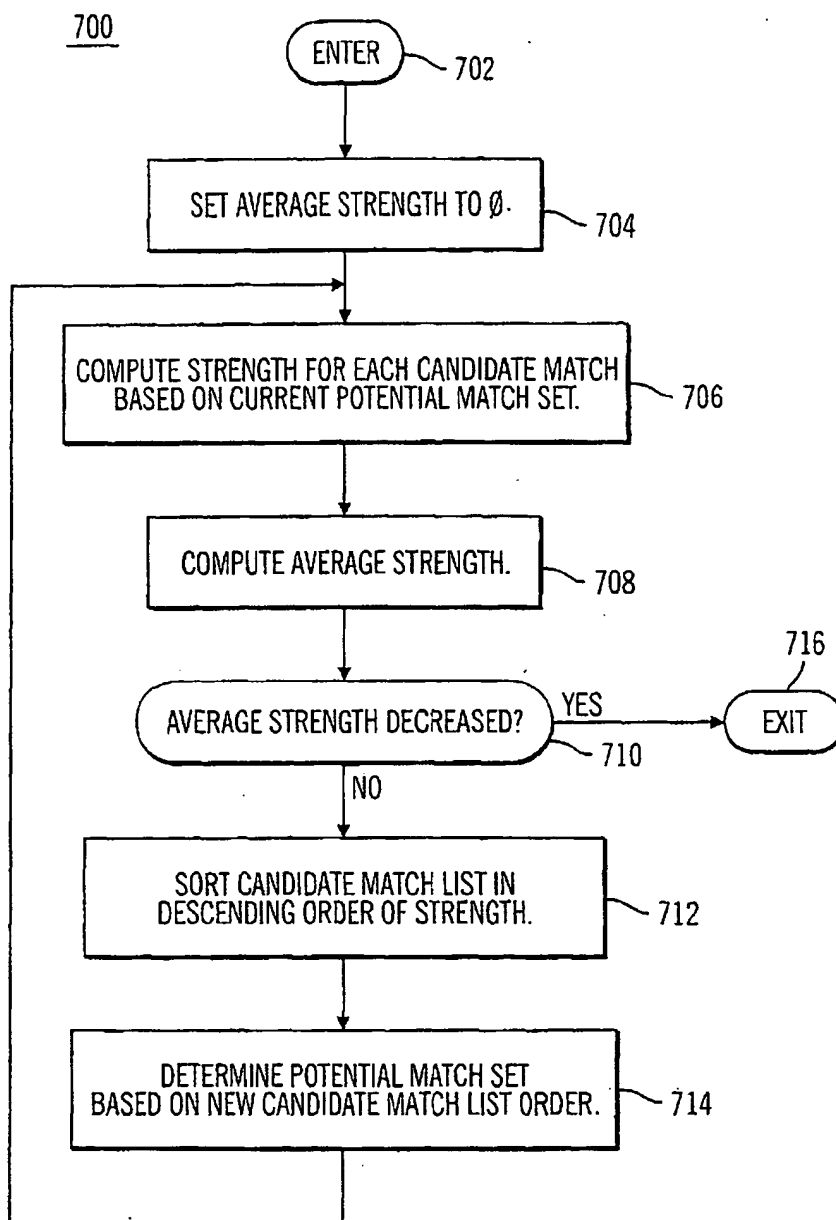 700
ENTER
702
SET AVERAGE STRENGTH TO Ø.
704
COMPUTE STRENGTH FOR EACH CANDIDATE MATCH
BASED ON CURRENT POTENTIAL MATCH SET.
706
COMPUTE AVERAGE STRENGTH.
708
716
AVERAGE STRENGTH DECREASED?
YES
EXIT
710
NO
SORT CANDIDATE MATCH LIST IN
DESCENDING ORDER OF STRENGTH.
712
DETERMINE POTENTIAL MATCH SET
BASED ON NEW CANDIDATE MATCH LIST ORDER.
714